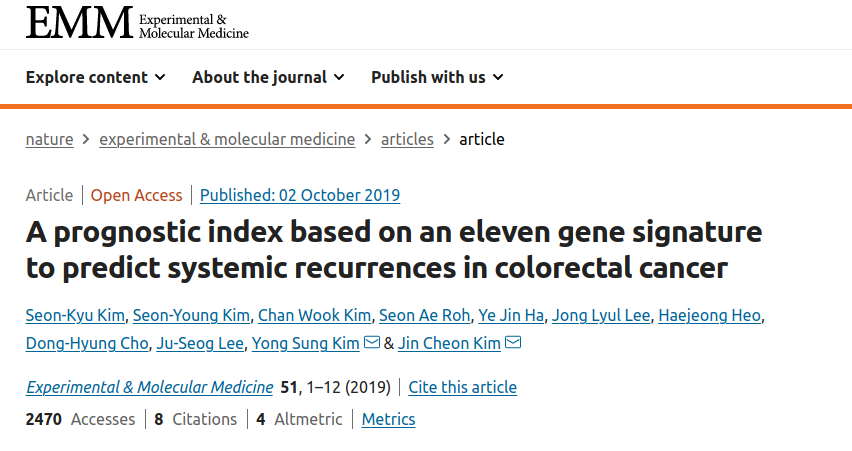 EMM Experimental &
Molecular Medicine
Explore content About the journal Publish with us
nature > experimental & molecular medicine > articles > article
Article | Open Access | Published: 02 October 2019
A prognostic index based on an eleven gene signature
to predict systemic recurrences in colorectal cancer
Seon-Kyu Kim, Seon-Young Kim, Chan Wook Kim, Seon Ae Roh, Ye Jin Ha, Jong Lyul Lee, Haejeong Heo,
Dong-Hyung Cho, Ju-Seog Lee, Yong Sung Kim & Jin Cheon Kim
Experimental & Molecular Medicine 51, 1–12 (2019) | Cite this article
2470 Accesses | 8 Citations | 4 Altmetric | Metrics